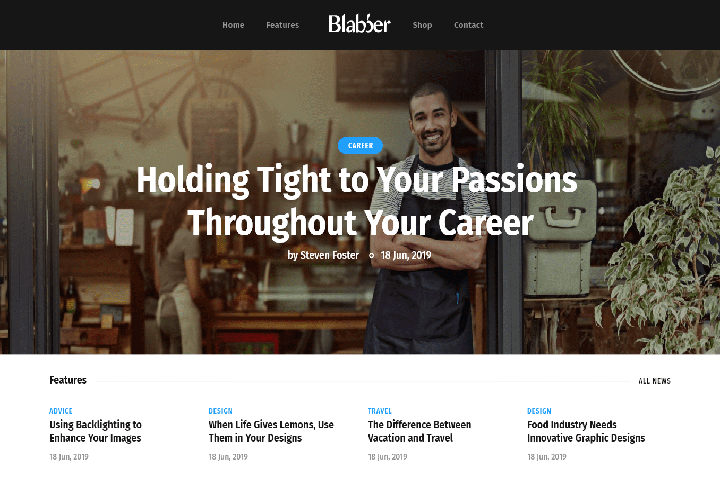 Home Features Blabber Shop Contact
CAREER
Holding Tight to Your Passions
Throughout Your Career
by Steven Foster 18 Jun, 2019
Features ALL NEWS
ADVICE
Using Backlighting to
Enhance Your Images
18 Jun, 2019
DESIGN
When Life Gives Lemons, Use
Them in Your Designs
18 Jun, 2019
TRAVEL
The Difference Between
Vacation and Travel
18 Jun, 2019
DESIGN
Food Industry Needs
Innovative Graphic Designs
18 Jun, 2019